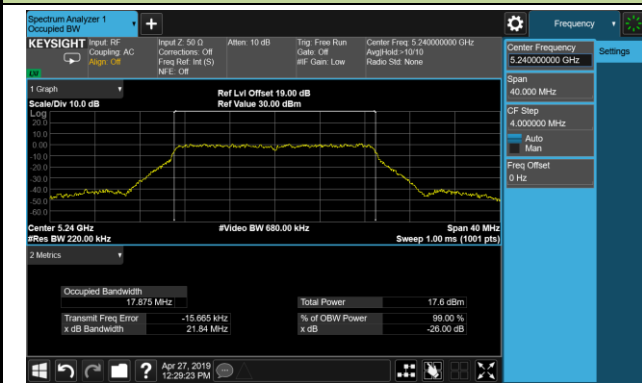 Spectrum Analyzer 1
Occupied BW
Frequency
KEYSIGHT
Input: RF
Coupling: AC
Align: Off
Input Z: 50 Ω
Corrections: Off
Freq Ref: Int (S)
NFE: Off
Atten: 10 dB
Trig: Free Run
Gate: Off
#IF Gain: Low
Center Freq: 5.240000000 GHz
Avg|Hold:>10/10
Radio Std: None
Center Frequency
5.240000000 GHz
Settings
Span
40.000 MHz
CF Step
4.000000 MHz
Auto
Man
Freq Offset
0 Hz
1 Graph
Scale/Div 10.0 dB
Ref Lvl Offset 19.00 dB
Ref Value 30.00 dBm
Log
20.0
10.0
0.00
-10.0
-20.0
-30.0
-40.0
-50.0
-60.0
Center 5.24 GHz
#Res BW 220.00 kHz
#Video BW 680.00 kHz
Span 40 MHz
Sweep 1.00 ms (1001 pts)
2 Metrics
Occupied Bandwidth
17.875 MHz
Transmit Freq Error -15.665 kHz
x dB Bandwidth 21.84 MHz
Total Power 17.6 dBm
% of OBW Power 99.00 %
x dB -26.00 dB
Apr 27, 2019
12:29:23 PM